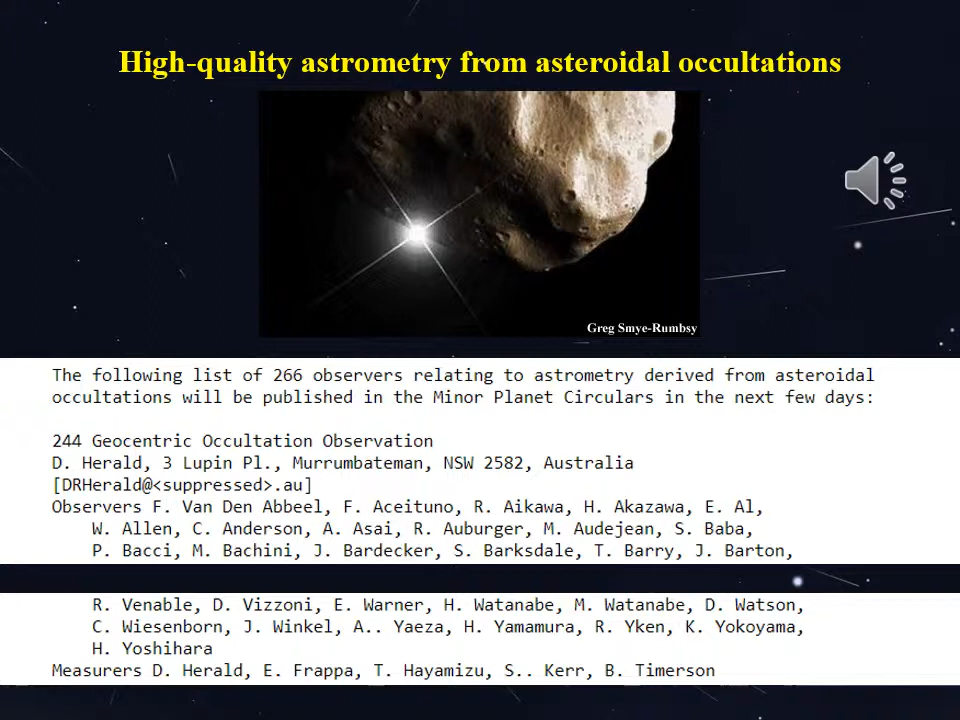 High-quality astrometry from asteroidal occultations
Greg Smye-Rumbsy
The following list of 266 observers relating to astrometry derived from asteroidal
occultations will be published in the Minor Planet Circulars in the next few days:
244 Geocentric Occultation Observation
D. Herald, 3 Lupin Pl., Murrumbateman, NSW 2582, Australia
[DRHerald@<suppressed>.au]
Observers F. Van Den Abbeel, F. Aceituno, R. Aikawa, H. Akazawa, E. Al,
W. Allen, C. Anderson, A. Asai, R. Auburger, M. Audejean, S. Baba,
P. Bacci, M. Bachini, J. Bardecker, S. Barksdale, T. Barry, J. Barton,
R. Venable, D. Vizzoni, E. Warner, H. Watanabe, M. Watanabe, D. Watson,
C. Wiesenborn, J. Winkel, A.. Yaeza, H. Yamamura, R. Yken, K. Yokoyama,
H. Yoshihara
Measurers D. Herald, E. Frappa, T. Hayamizu, S.. Kerr, B. Timerson